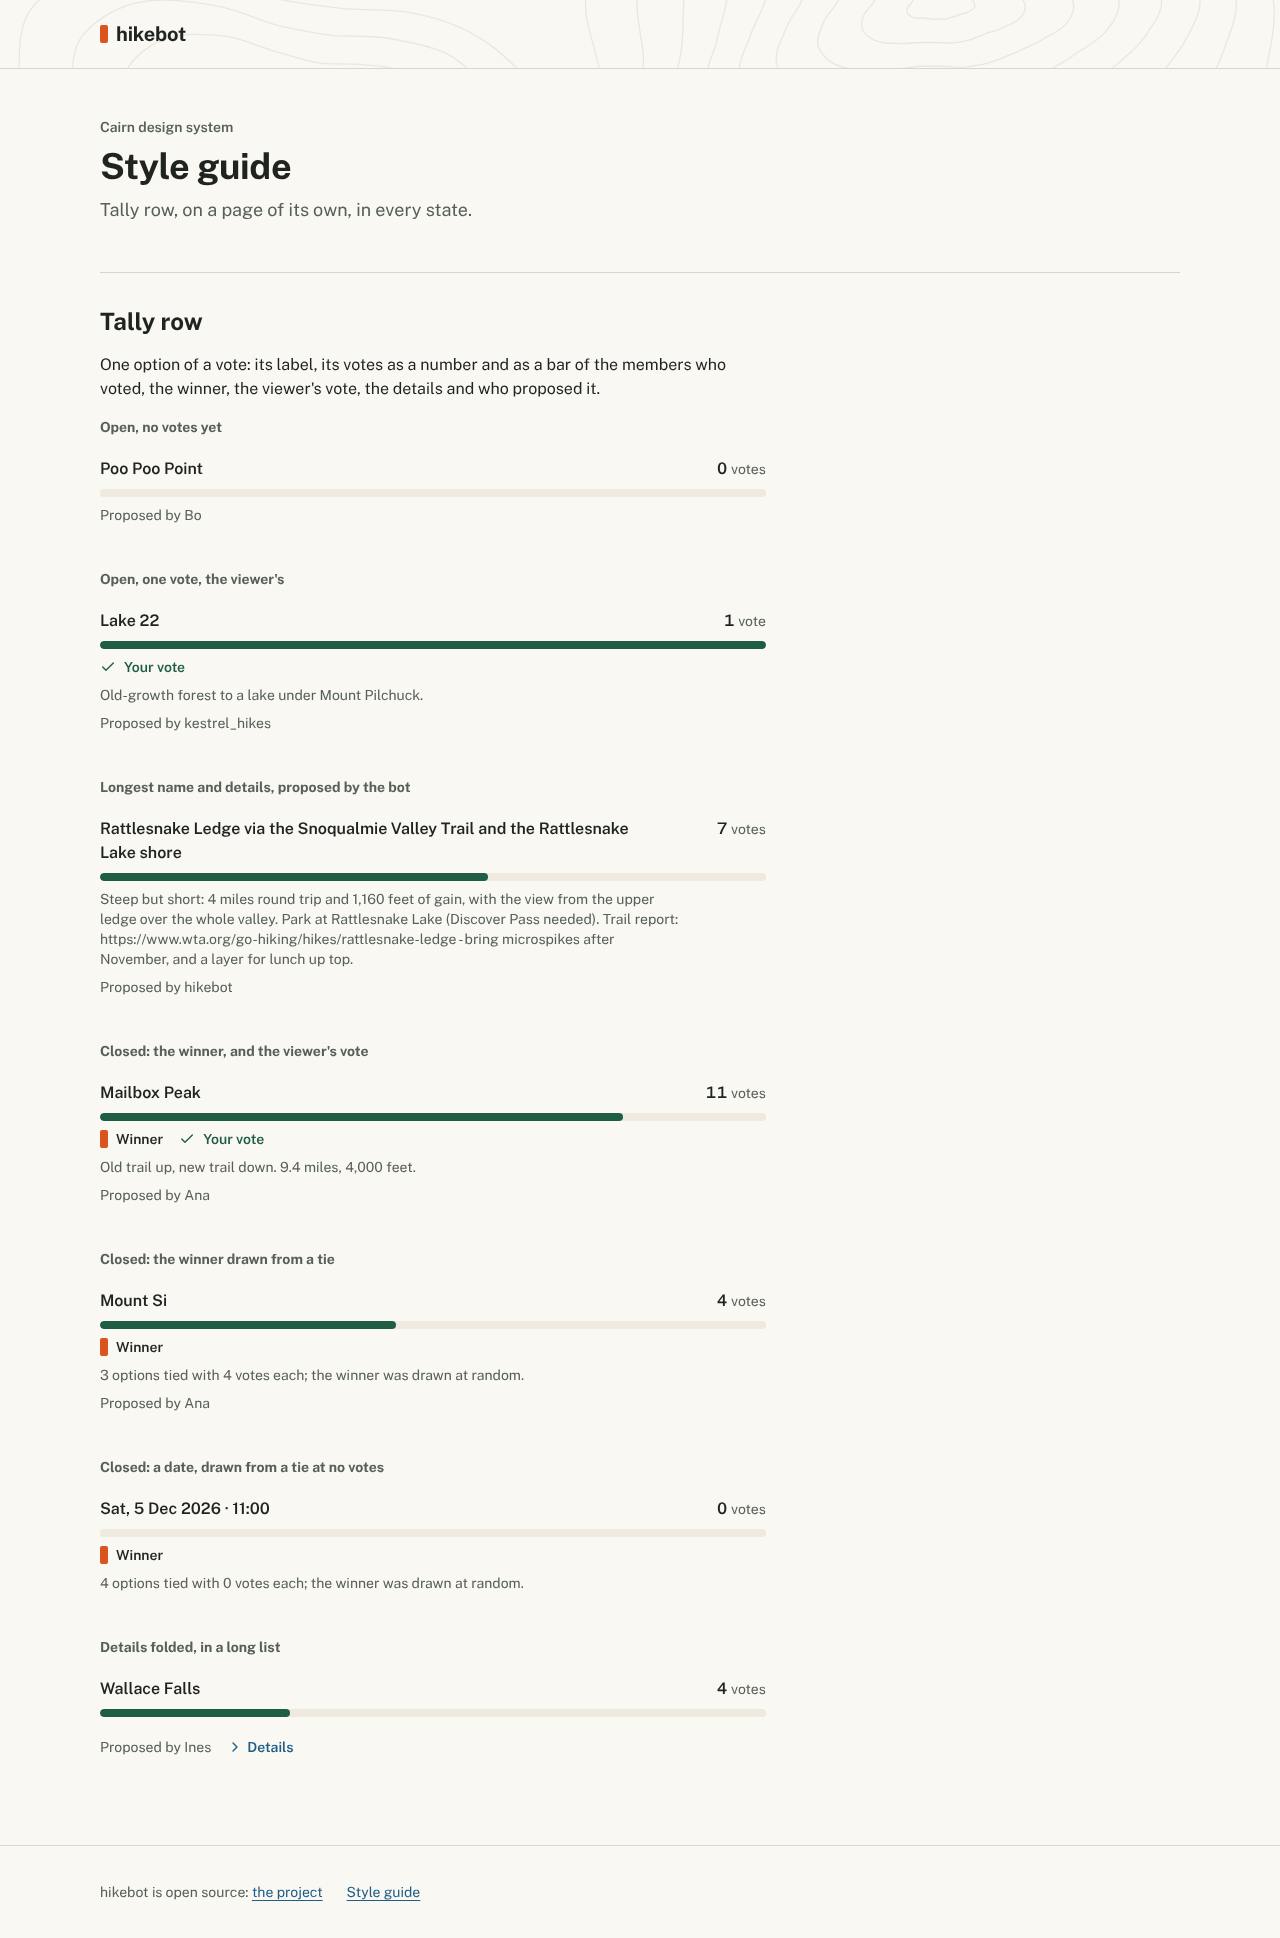 hikebot
Cairn design system
Style guide
Tally row, on a page of its own, in every state.
Tally row
One option of a vote: its label, its votes as a number and as a bar of the members who
voted, the winner, the viewer's vote, the details and who proposed it.
Open, no votes yet
Poo Poo Point 0 votes
Proposed by Bo
Open, one vote, the viewer's
Lake 22 1 vote
Your vote
Old-growth forest to a lake under Mount Pilchuck.
Proposed by kestrel_hikes
Longest name and details, proposed by the bot
Rattlesnake Ledge via the Snoqualmie Valley Trail and the Rattlesnake 7 votes
Lake shore
Steep but short: 4 miles round trip and 1,160 feet of gain, with the view from the upper
ledge over the whole valley. Park at Rattlesnake Lake (Discover Pass needed). Trail report:
https://www.wta.org/go-hiking/hikes/rattlesnake-ledge - bring microspikes after
November, and a layer for lunch up top.
Proposed by hikebot
Closed: the winner, and the viewer's vote
Mailbox Peak 11 votes
Winner Your vote
Old trail up, new trail down. 9.4 miles, 4,000 feet.
Proposed by Ana
Closed: the winner drawn from a tie
Mount Si 4 votes
Winner
3 options tied with 4 votes each; the winner was drawn at random.
Proposed by Ana
Closed: a date, drawn from a tie at no votes
Sat, 5 Dec 2026 · 11:00 0 votes
Winner
4 options tied with 0 votes each; the winner was drawn at random.
Details folded, in a long list
Wallace Falls 4 votes
Proposed by Ines Details
hikebot is open source: the project Style guide